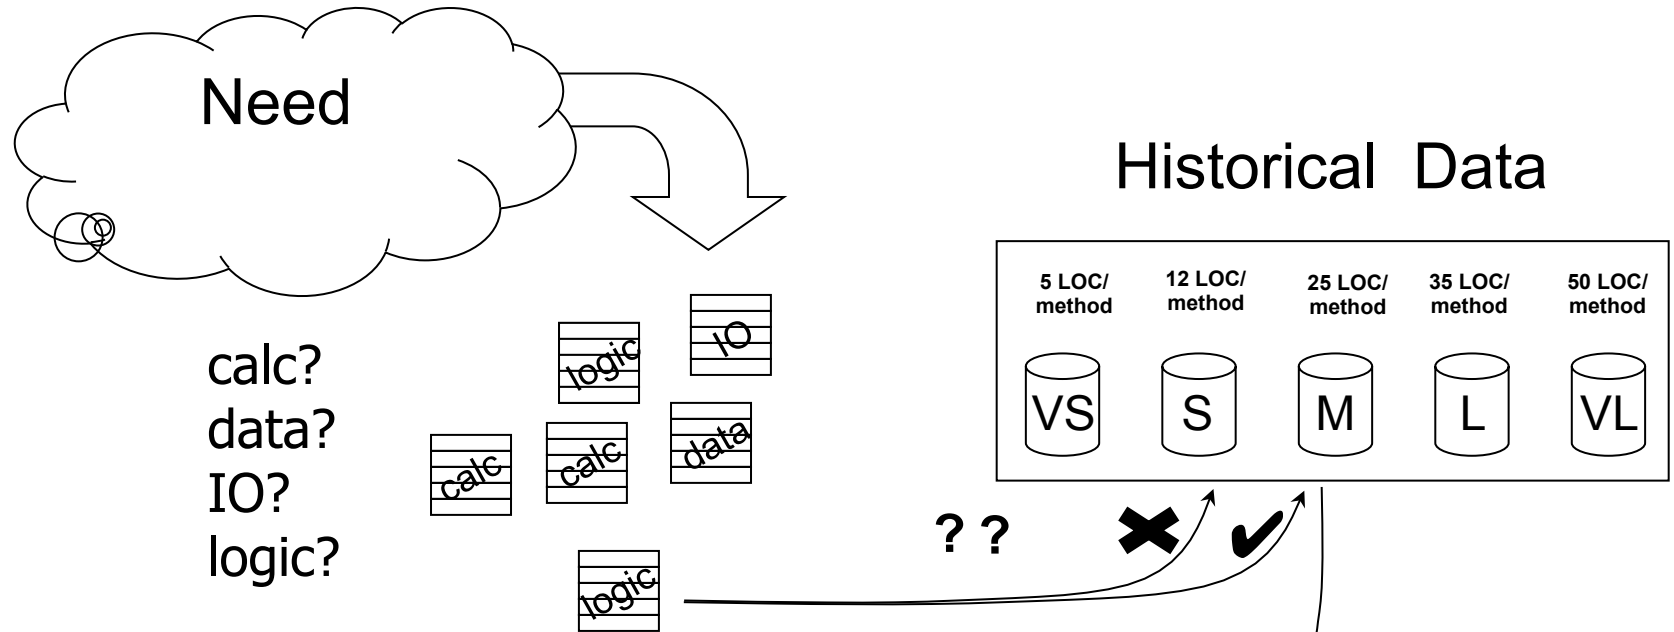 Need
Historical Data
5 LOC/
method
12 LOC/
method
25 LOC/
method
35 LOC/
method
50 LOC/
method
VS
S
M
L
VL
calc?
data?
IO?
logic?
logic
IO
calc
calc
data
logic
? ?